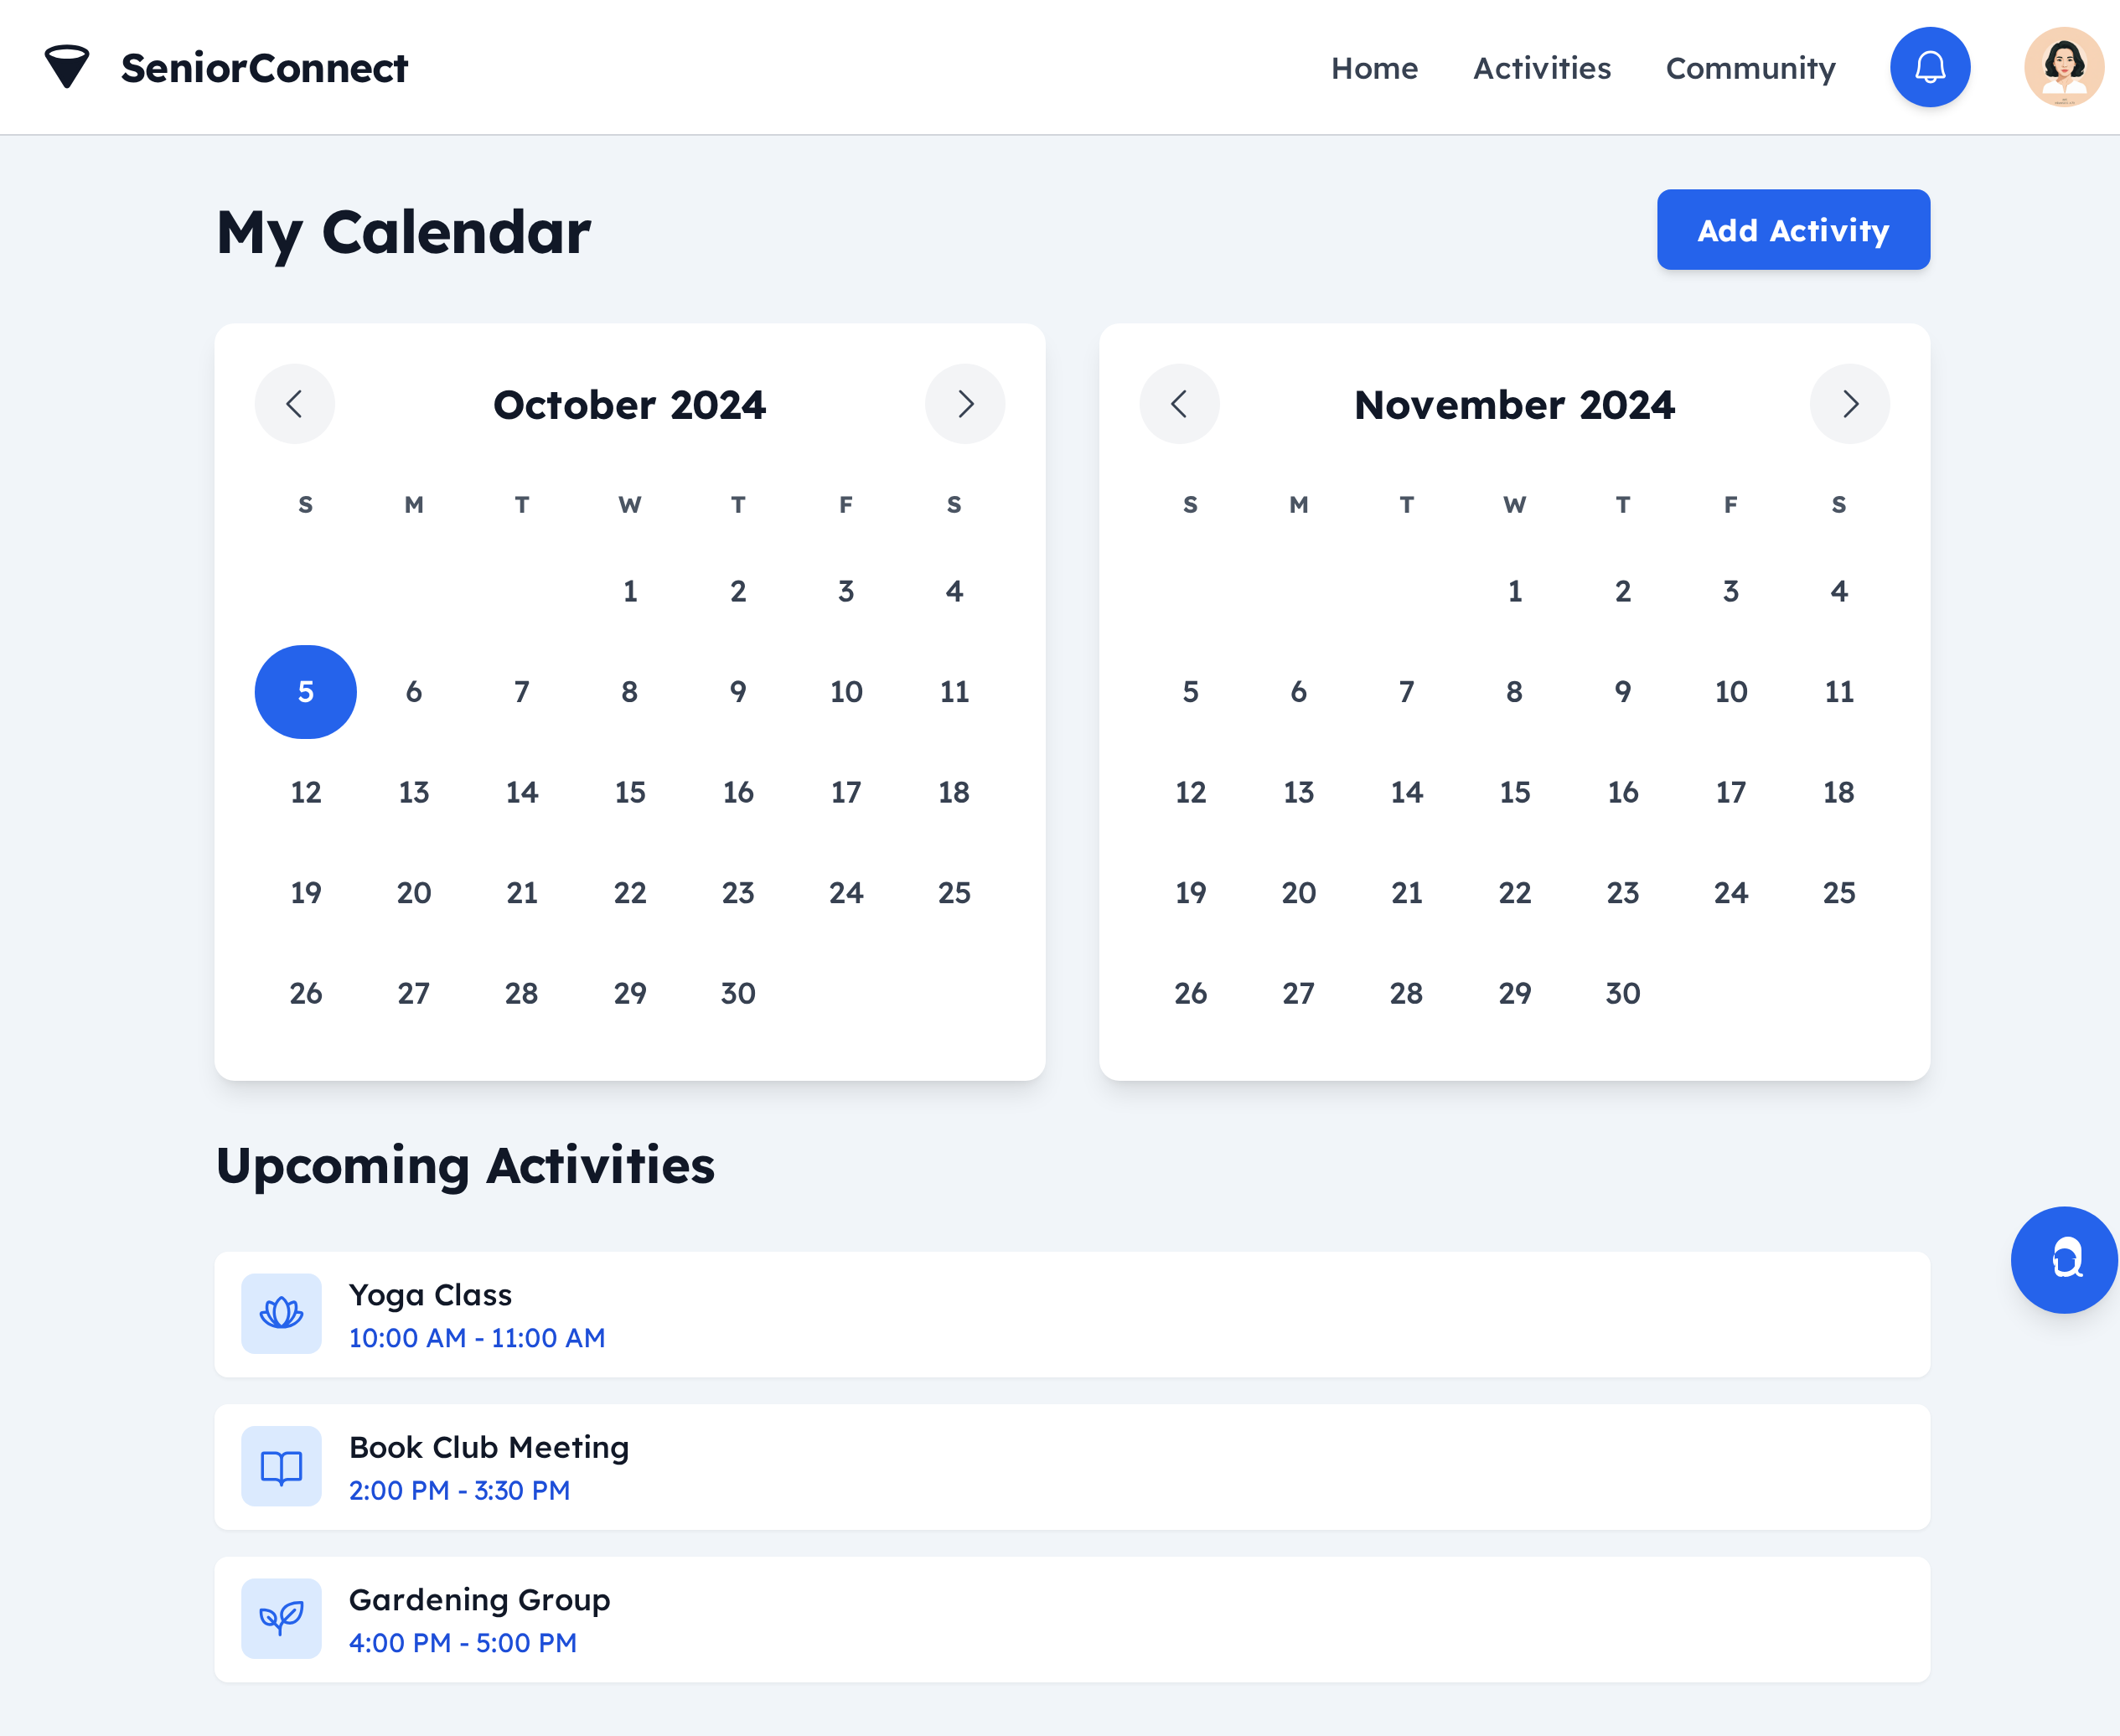 SeniorConnect
Home Activities Community
My Calendar
Add Activity
October 2024
S M T W T F S
1 2 3 4
5 6 7 8 9 10 11
12 13 14 15 16 17 18
19 20 21 22 23 24 25
26 27 28 29 30
November 2024
S M T W T F S
1 2 3 4
5 6 7 8 9 10 11
12 13 14 15 16 17 18
19 20 21 22 23 24 25
26 27 28 29 30
Upcoming Activities
Yoga Class
10:00 AM - 11:00 AM
Book Club Meeting
2:00 PM - 3:30 PM
Gardening Group
4:00 PM - 5:00 PM